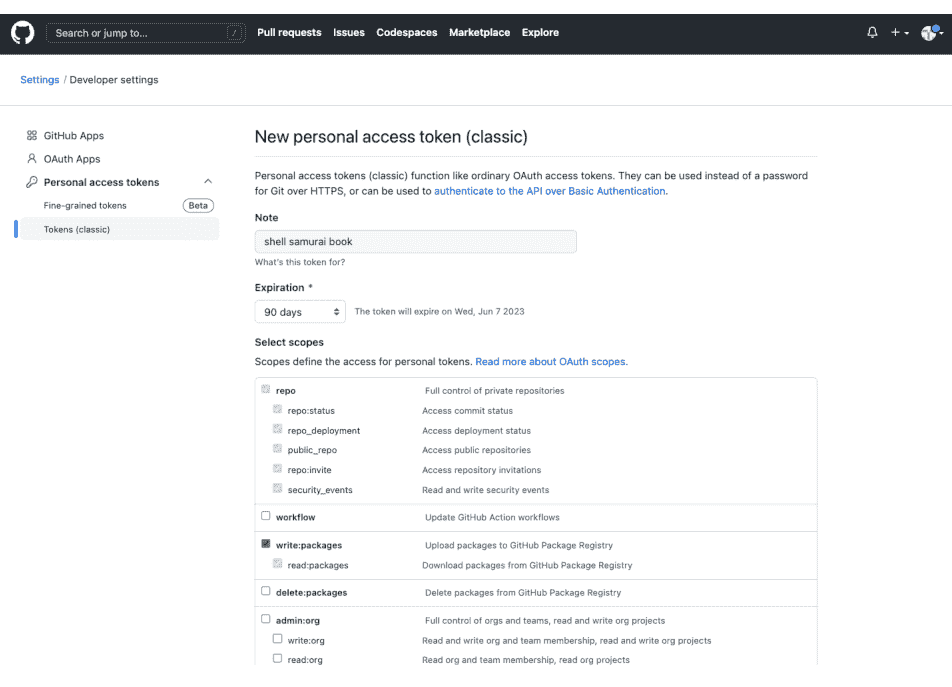 Search or jump to... / Pull requests Issues Codespaces Marketplace Explore
Settings / Developer settings
GitHub Apps
OAuth Apps
Personal access tokens
Fine-grained tokens Beta
Tokens (classic)
New personal access token (classic)
Personal access tokens (classic) function like ordinary OAuth access tokens. They can be used instead of a password
for Git over HTTPS, or can be used to authenticate to the API over Basic Authentication.
Note
shell samurai book
What's this token for?
Expiration *
90 days The token will expire on Wed, Jun 7 2023
Select scopes
Scopes define the access for personal tokens. Read more about OAuth scopes.
repo Full control of private repositories
repo:status Access commit status
repo_deployment Access deployment status
public_repo Access public repositories
repo:invite Access repository invitations
security_events Read and write security events
workflow Update GitHub Action workflows
write:packages Upload packages to GitHub Package Registry
read:packages Download packages from GitHub Package Registry
delete:packages Delete packages from GitHub Package Registry
admin:org Full control of orgs and teams, read and write org projects
write:org Read and write org and team membership, read and write org projects
read:org Read org and team membership, read org projects